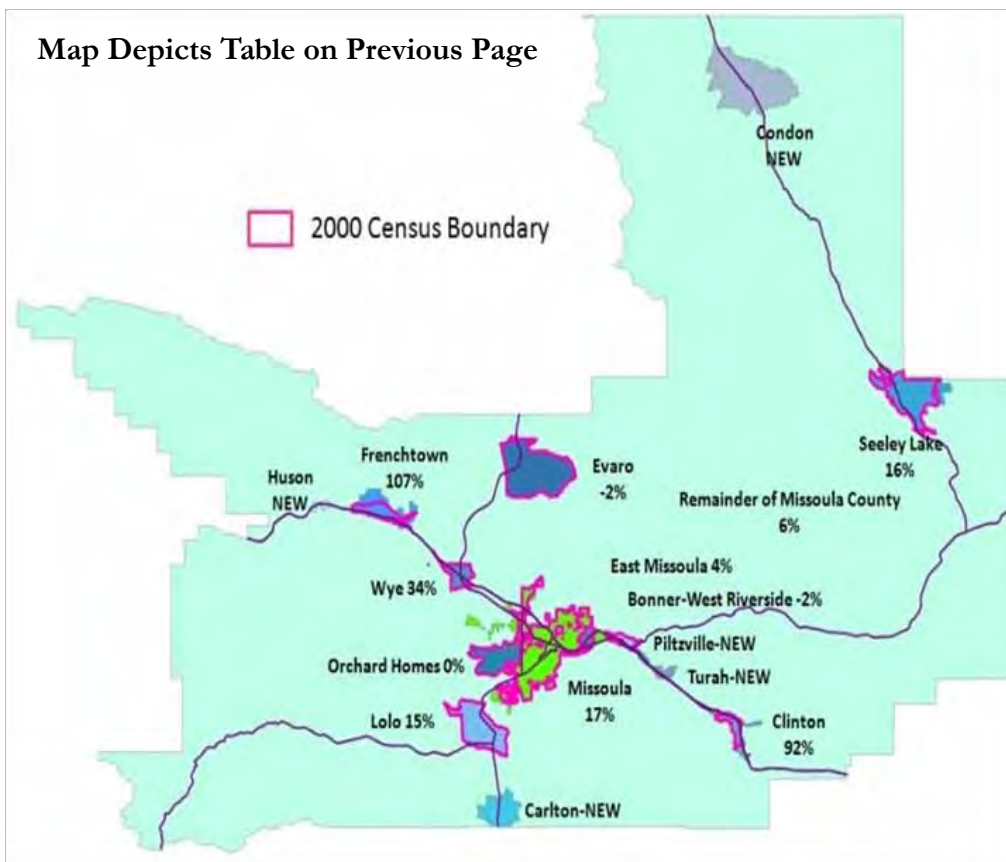 Map Depicts Table on Previous Page
Condon
NEW
2000 Census Boundary
Seeley Lake
16%
Frenchtown
107%
Huson
NEW
Evaro
-2%
Remainder of Missoula County
6%
East Missoula 4%
Wye 34%
Bonner-West Riverside -2%
Piltzville-NEW
Orchard Homes 0%
Turah-NEW
Missoula
17%
Lolo 15%
Clinton
92%
Carlton-NEW